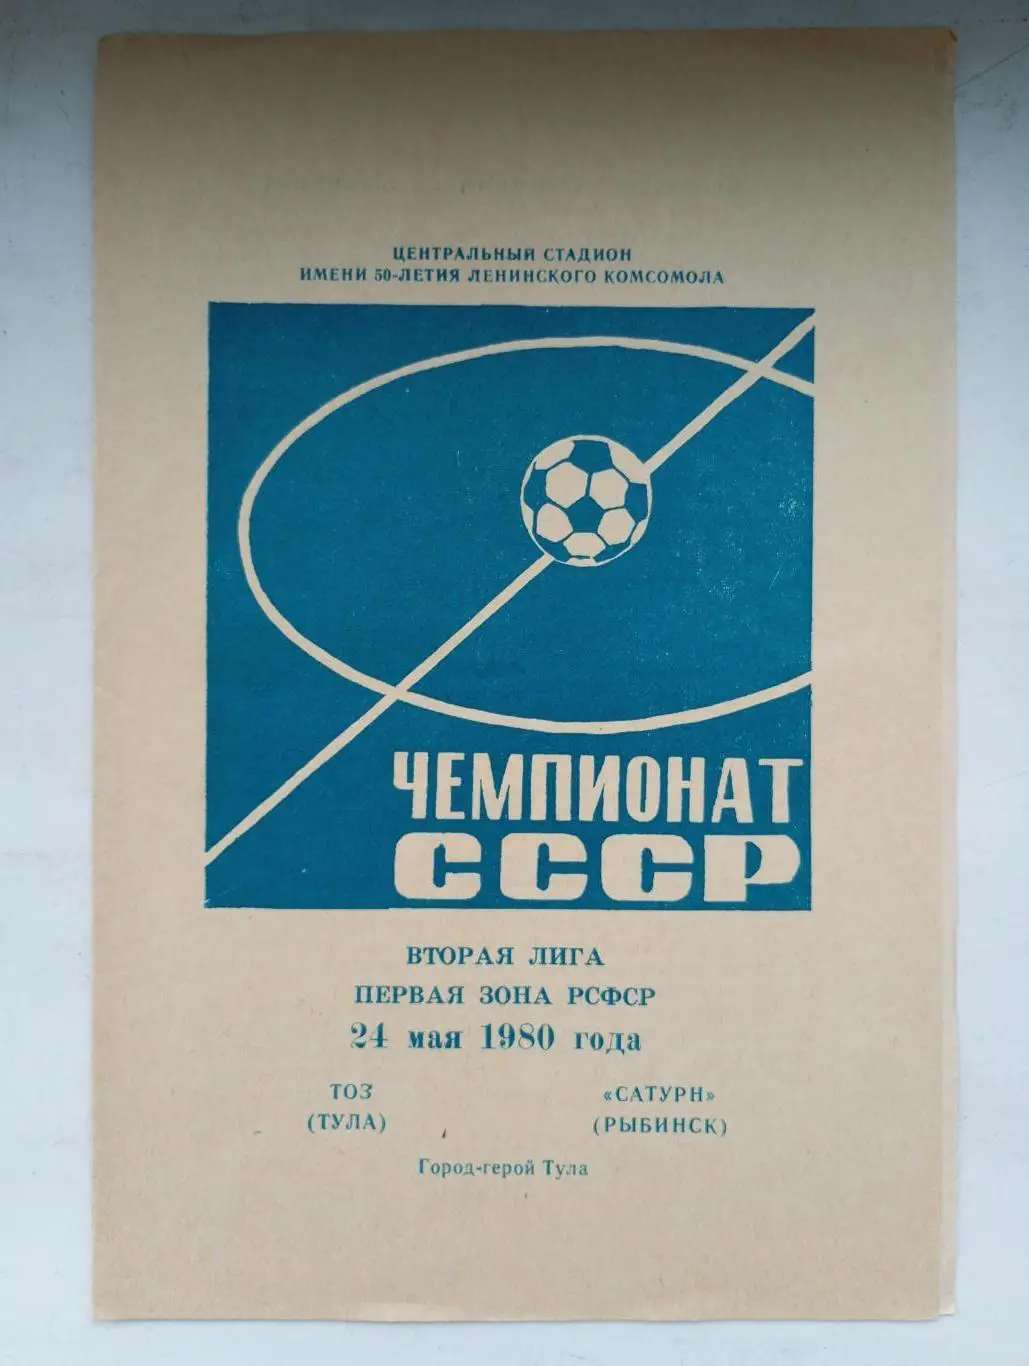 ЦЕНТРАЛЬНЫЙ СТАДИОН
ИМЕНИ 50-ЛЕТИЯ ЛЕНИНСКОГО КОМСОМОЛА
ЧЕМПИОНАТ
СССР
ВТОРАЯ ЛИГА
ПЕРВАЯ ЗОНА РСФСР
24 мая 1980 года
ТОЗ «САТУРН»
(ТУЛА) (РЫБИНСК)
Город-герой Тула